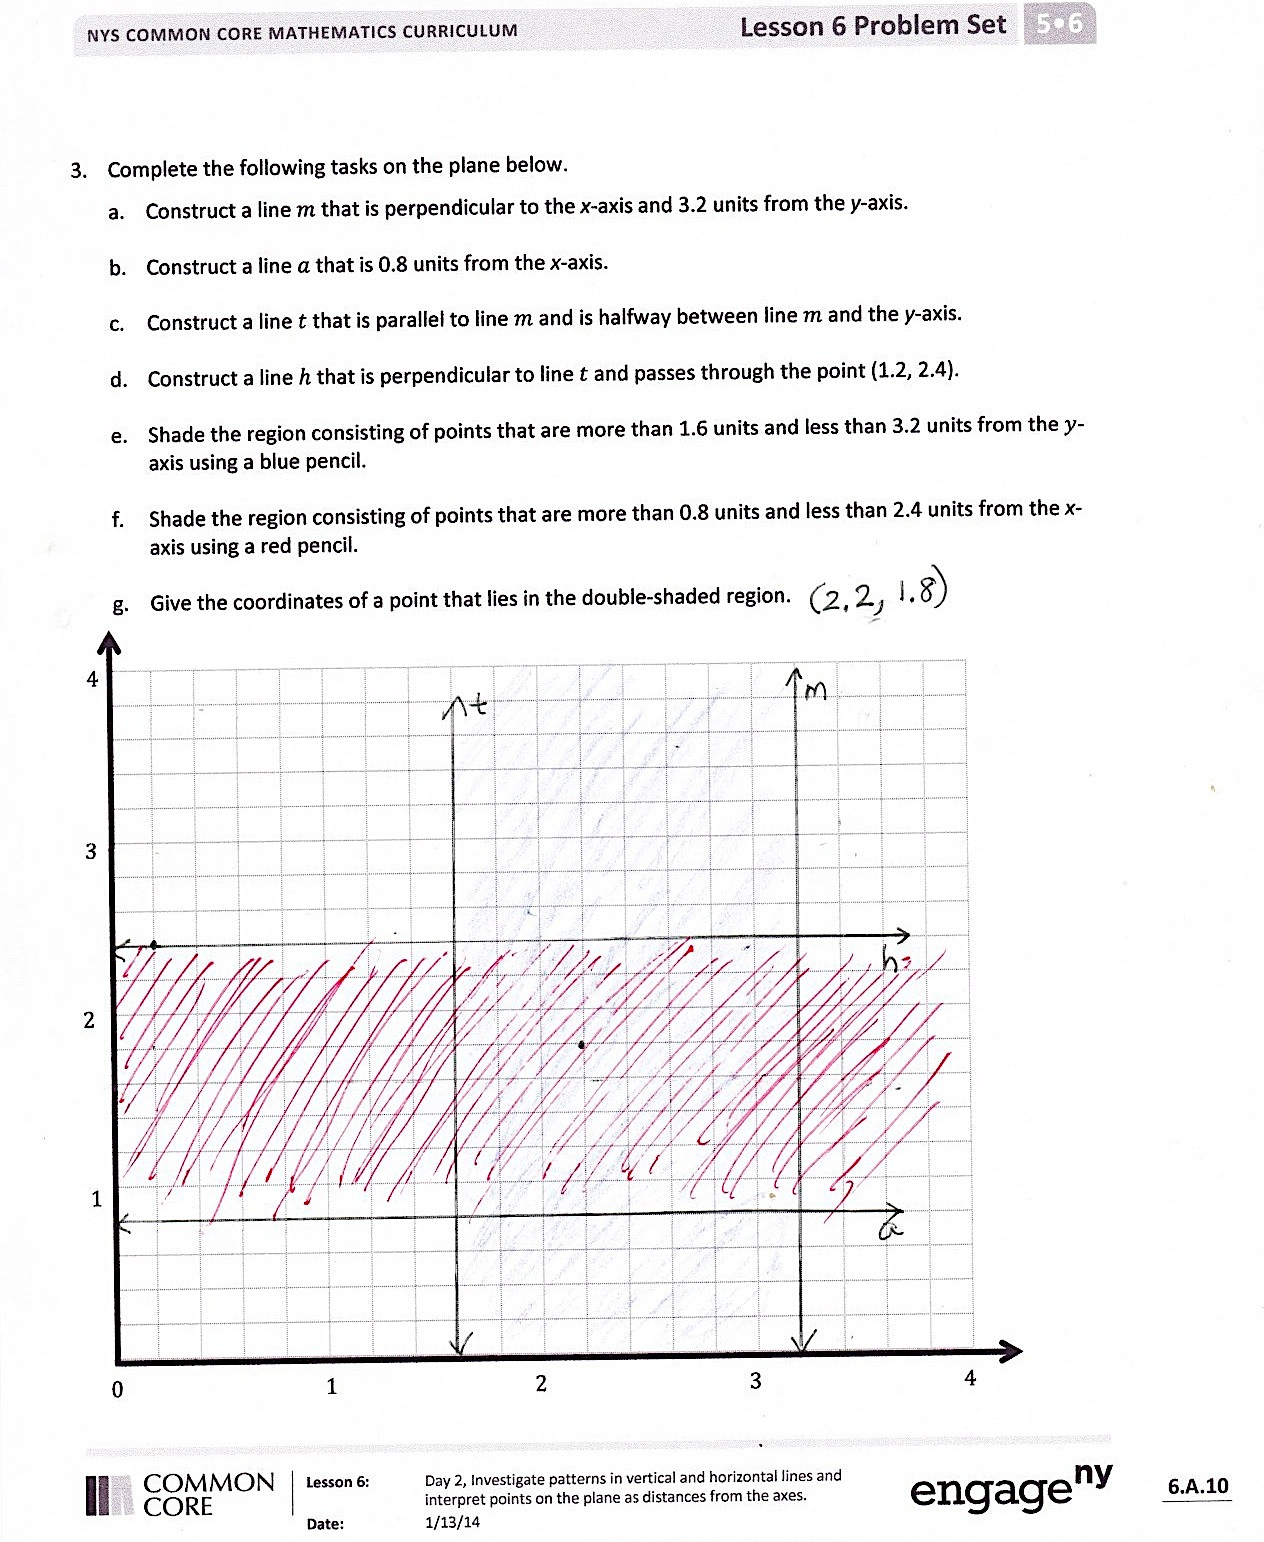 NYS COMMON CORE MATHEMATICS CURRICULUM
Lesson 6 Problem Set 5•6
3. Complete the following tasks on the plane below.
a. Construct a line m that is perpendicular to the x-axis and 3.2 units from the y-axis.
b. Construct a line a that is 0.8 units from the x-axis.
c. Construct a line t that is parallel to line m and is halfway between line m and the y-axis.
d. Construct a line h that is perpendicular to line t and passes through the point (1.2, 2.4).
e. Shade the region consisting of points that are more than 1.6 units and less than 3.2 units from the y-
axis using a blue pencil.
f. Shade the region consisting of points that are more than 0.8 units and less than 2.4 units from the x-
axis using a red pencil.
g. Give the coordinates of a point that lies in the double-shaded region. (2.2, 1.8)
4
m
t
3
h
2
1
a
0 1 2 3 4
COMMON
CORE
Lesson 6:
Day 2, Investigate patterns in vertical and horizontal lines and
interpret points on the plane as distances from the axes.
Date:
1/13/14
engageny
6.A.10